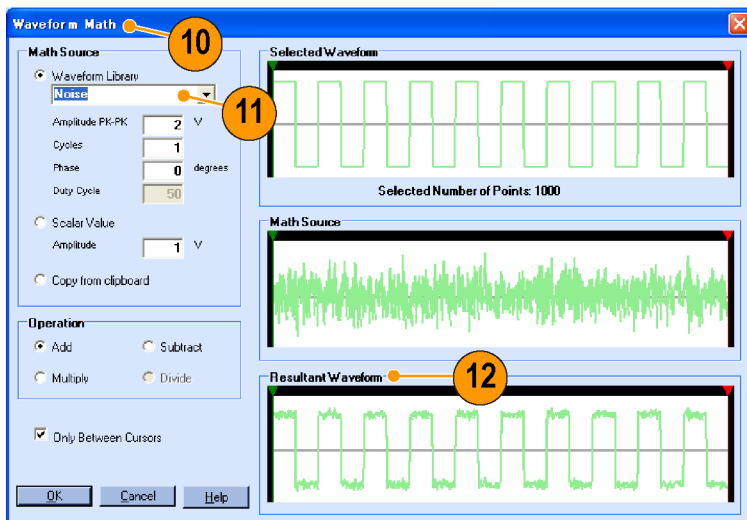 Waveform Math
10
Math Source
Waveform Library
Noise
11
Amplitude PK-PK 2 V
Cycles 1
Phase 0 degrees
Duty Cycle 50
Scalar Value
Amplitude 1 V
Copy from clipboard
Operation
Add Subtract
Multiply Divide
Only Between Cursors
OK Cancel Help
Selected Waveform
Selected Number of Points: 1000
Math Source
Resultant Waveform
12